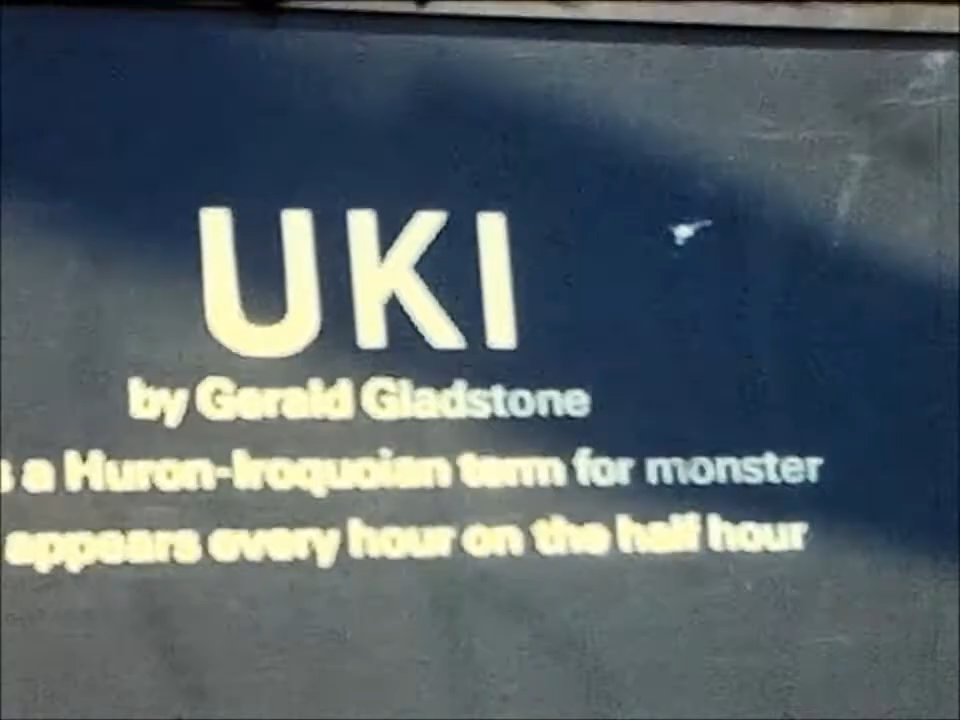 UKI
by Gerald Gladstone
a Huron-Iroquoian term for monster
appears every hour on the half hour